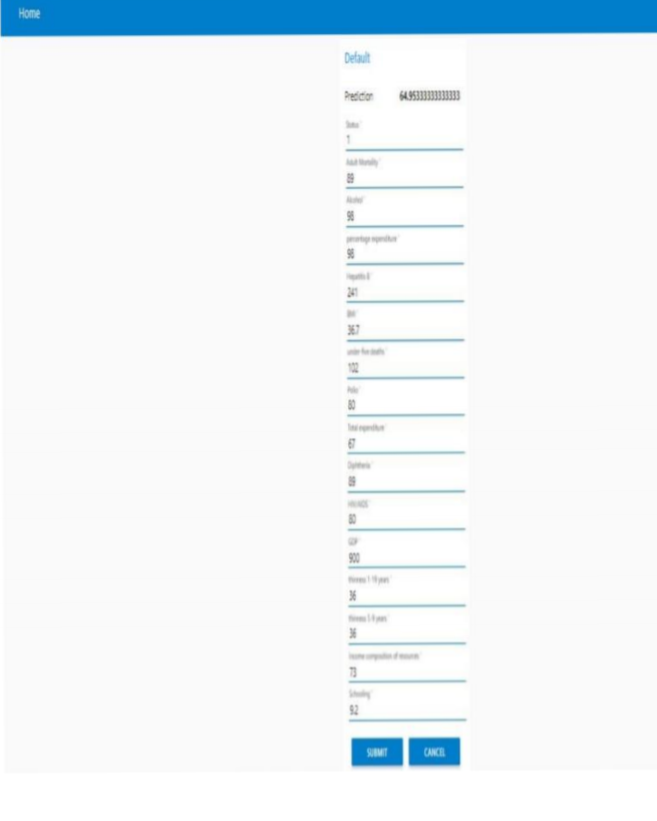 Home
Default
Prediction 64.95333333333333
Status *
1
Adult Mortality *
89
Alcohol *
98
percentage expenditure *
98
Hepatitis B *
241
BMI *
36.7
under-five deaths *
102
Polio *
80
Total expenditure *
67
Diphtheria *
89
HIV/AIDS *
80
GDP *
900
thinness 1-19 years *
36
thinness 5-9 years *
36
Income composition of resources *
73
Schooling *
9.2
SUBMIT CANCEL